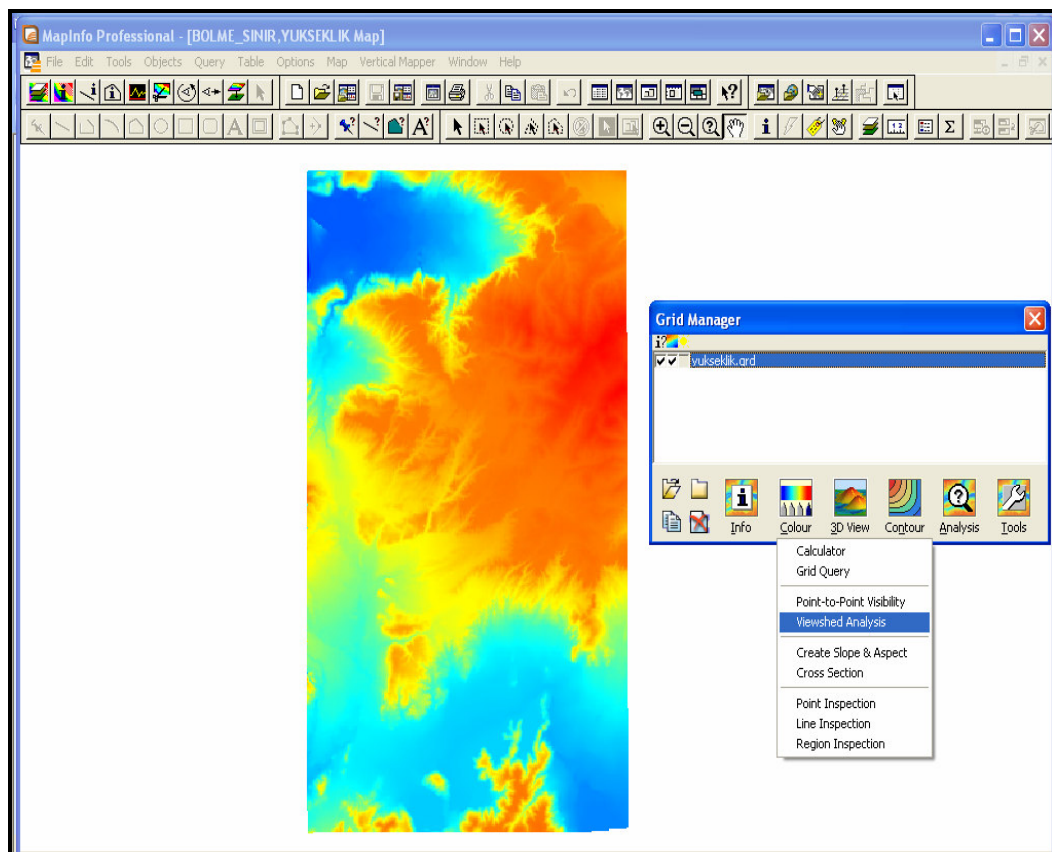 MapInfo Professional - [BOLME_SINIR,YUKSEKLIK Map]
File Edit Tools Objects Query Table Options Map Vertical Mapper Window Help
Grid Manager
yukseklik.grd
Info Colour 3D View Contour Analysis Tools
Calculator
Grid Query
Point-to-Point Visibility
Viewshed Analysis
Create Slope & Aspect
Cross Section
Point Inspection
Line Inspection
Region Inspection